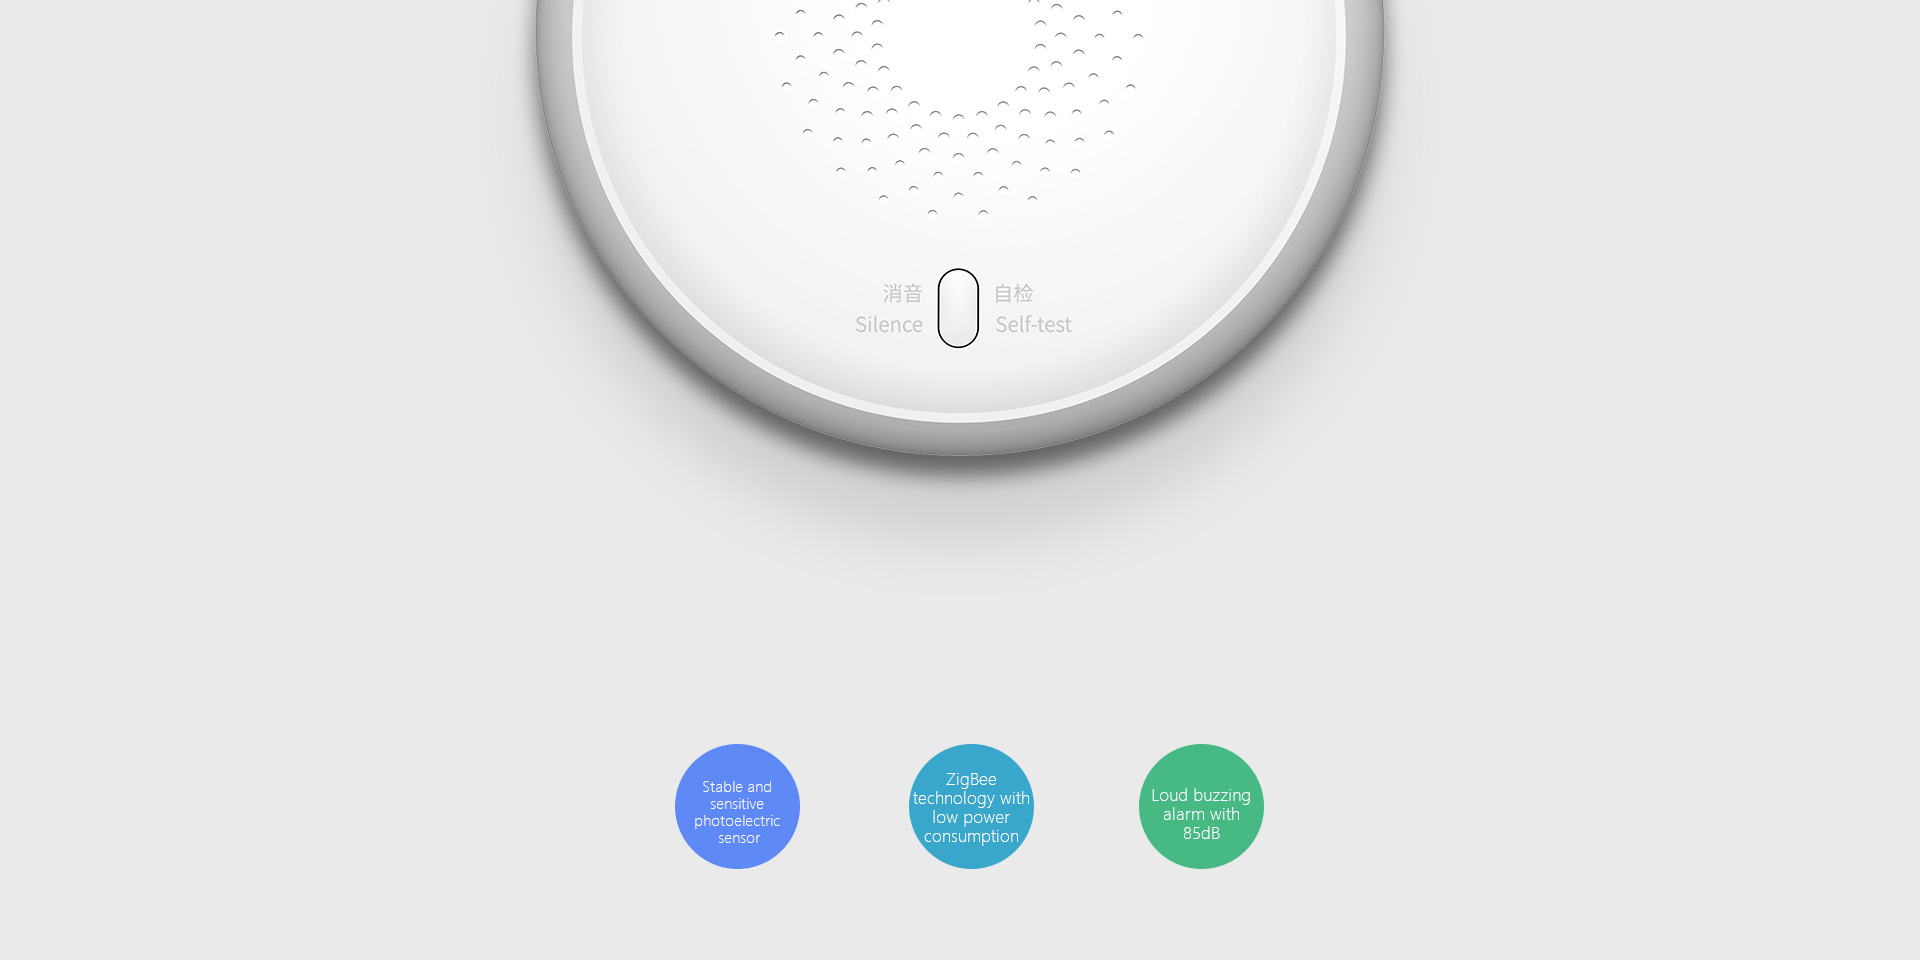 消音 自检
Silence Self-test
Stable and
sensitive
photoelectric
sensor
ZigBee
technology with
low power
consumption
Loud buzzing
alarm with
85dB